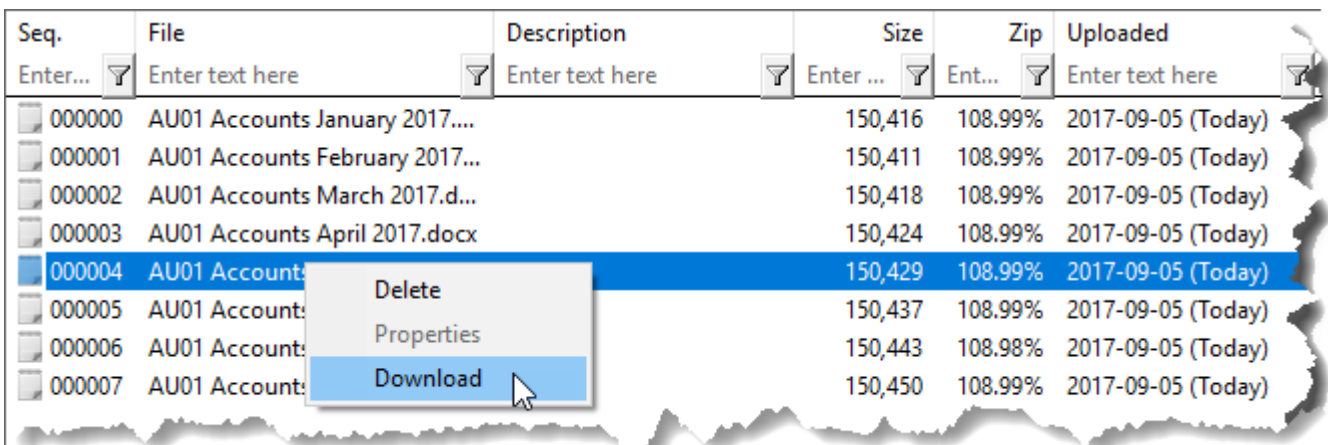 Seq. File Description Size Zip Uploaded
Enter... Enter text here Enter text here Enter ... Ent... Enter text here
000000 AU01 Accounts January 2017.... 150,416 108.99% 2017-09-05 (Today)
000001 AU01 Accounts February 2017... 150,411 108.99% 2017-09-05 (Today)
000002 AU01 Accounts March 2017.d... 150,418 108.99% 2017-09-05 (Today)
000003 AU01 Accounts April 2017.docx 150,424 108.99% 2017-09-05 (Today)
000004 AU01 Accounts 150,429 108.99% 2017-09-05 (Today)
Delete
000005 AU01 Accounts 150,437 108.99% 2017-09-05 (Today)
Properties
000006 AU01 Accounts 150,443 108.98% 2017-09-05 (Today)
Download
000007 AU01 Accounts 150,450 108.99% 2017-09-05 (Today)